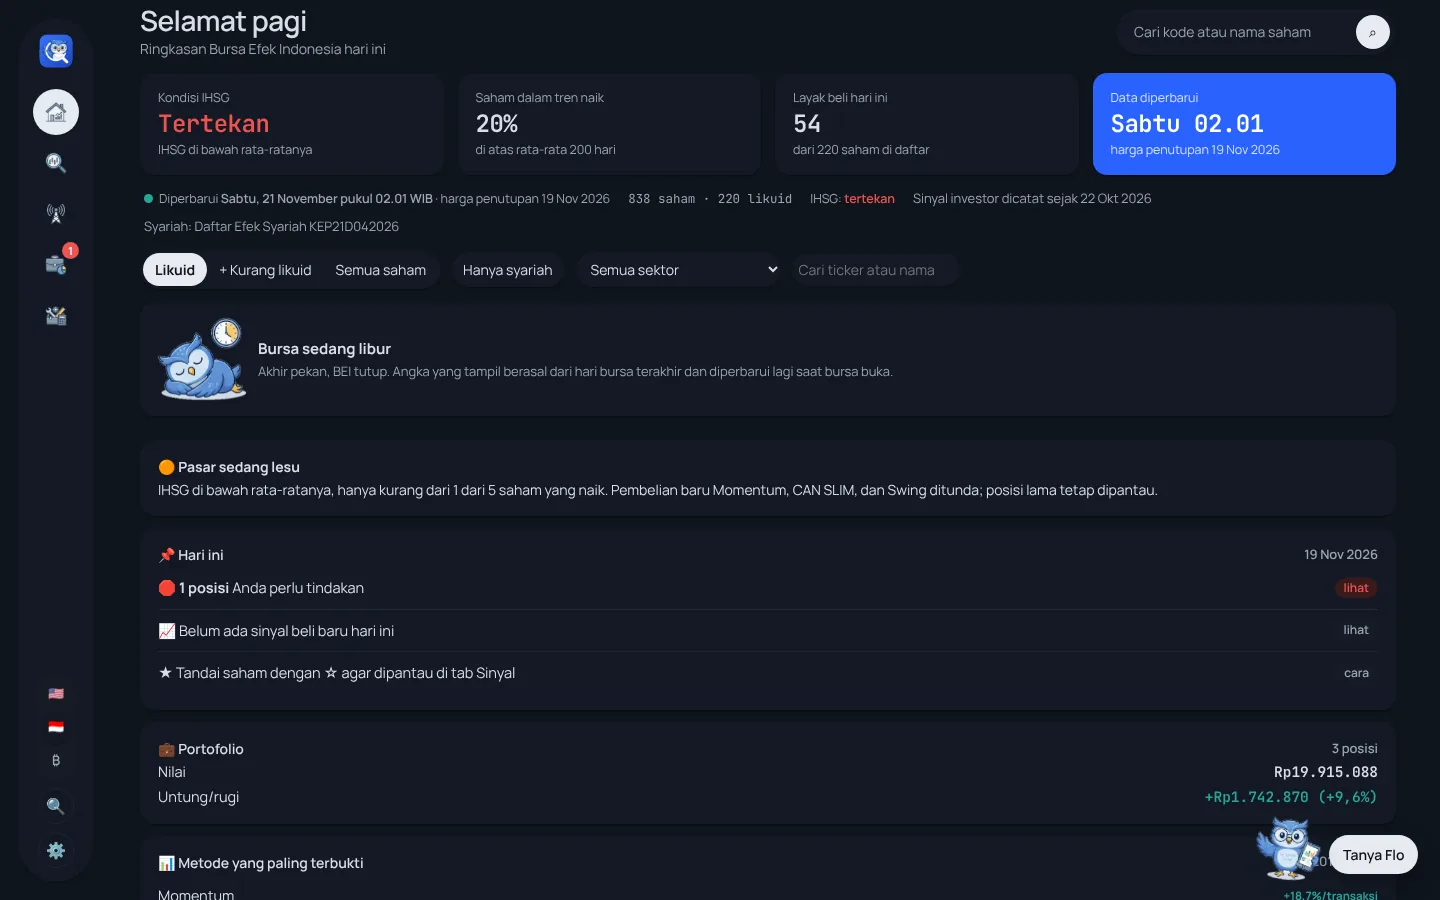 Selamat pagi
Ringkasan Bursa Efek Indonesia hari ini
Cari kode atau nama saham
Kondisi IHSG
Tertekan
IHSG di bawah rata-ratanya
Saham dalam tren naik
20%
di atas rata-rata 200 hari
Layak beli hari ini
54
dari 220 saham di daftar
Data diperbarui
Sabtu 02.01
harga penutupan 19 Nov 2026
Diperbarui Sabtu, 21 November pukul 02.01 WIB · harga penutupan 19 Nov 2026 838 saham · 220 likuid IHSG: tertekan Sinyal investor dicatat sejak 22 Okt 2026
Syariah: Daftar Efek Syariah KEP21D042026
1
Likuid + Kurang likuid Semua saham Hanya syariah Semua sektor Cari ticker atau nama
Bursa sedang libur
Akhir pekan, BEI tutup. Angka yang tampil berasal dari hari bursa terakhir dan diperbarui lagi saat bursa buka.
Pasar sedang lesu
IHSG di bawah rata-ratanya, hanya kurang dari 1 dari 5 saham yang naik. Pembelian baru Momentum, CAN SLIM, dan Swing ditunda; posisi lama tetap dipantau.
📌 Hari ini 19 Nov 2026
1 posisi Anda perlu tindakan lihat
Belum ada sinyal beli baru hari ini lihat
★ Tandai saham dengan ☆ agar dipantau di tab Sinyal cara
₿
Portofolio 3 posisi
Nilai Rp19.915.088
Untung/rugi +Rp1.742.870 (+9,6%)
Metode yang paling terbukti
Tanya Flo
Momentum +18,7%/transaksi